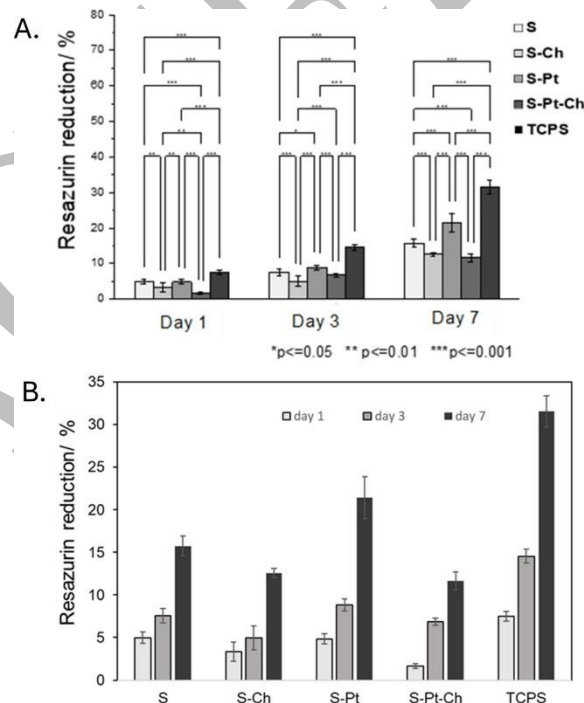 A.
Resazurin reduction/ %
80
70
60
50
40
30
20
10
0
S
S-Ch
S-Pt
S-Pt-Ch
TCPS
Day 1 Day 3 Day 7
*p<=0.05 **p<=0.01 ***p<=0.001
B.
Resazurin reduction/ %
35
30
25
20
15
10
5
0
day 1 day 3 day 7
S S-Ch S-Pt S-Pt-Ch TCPS